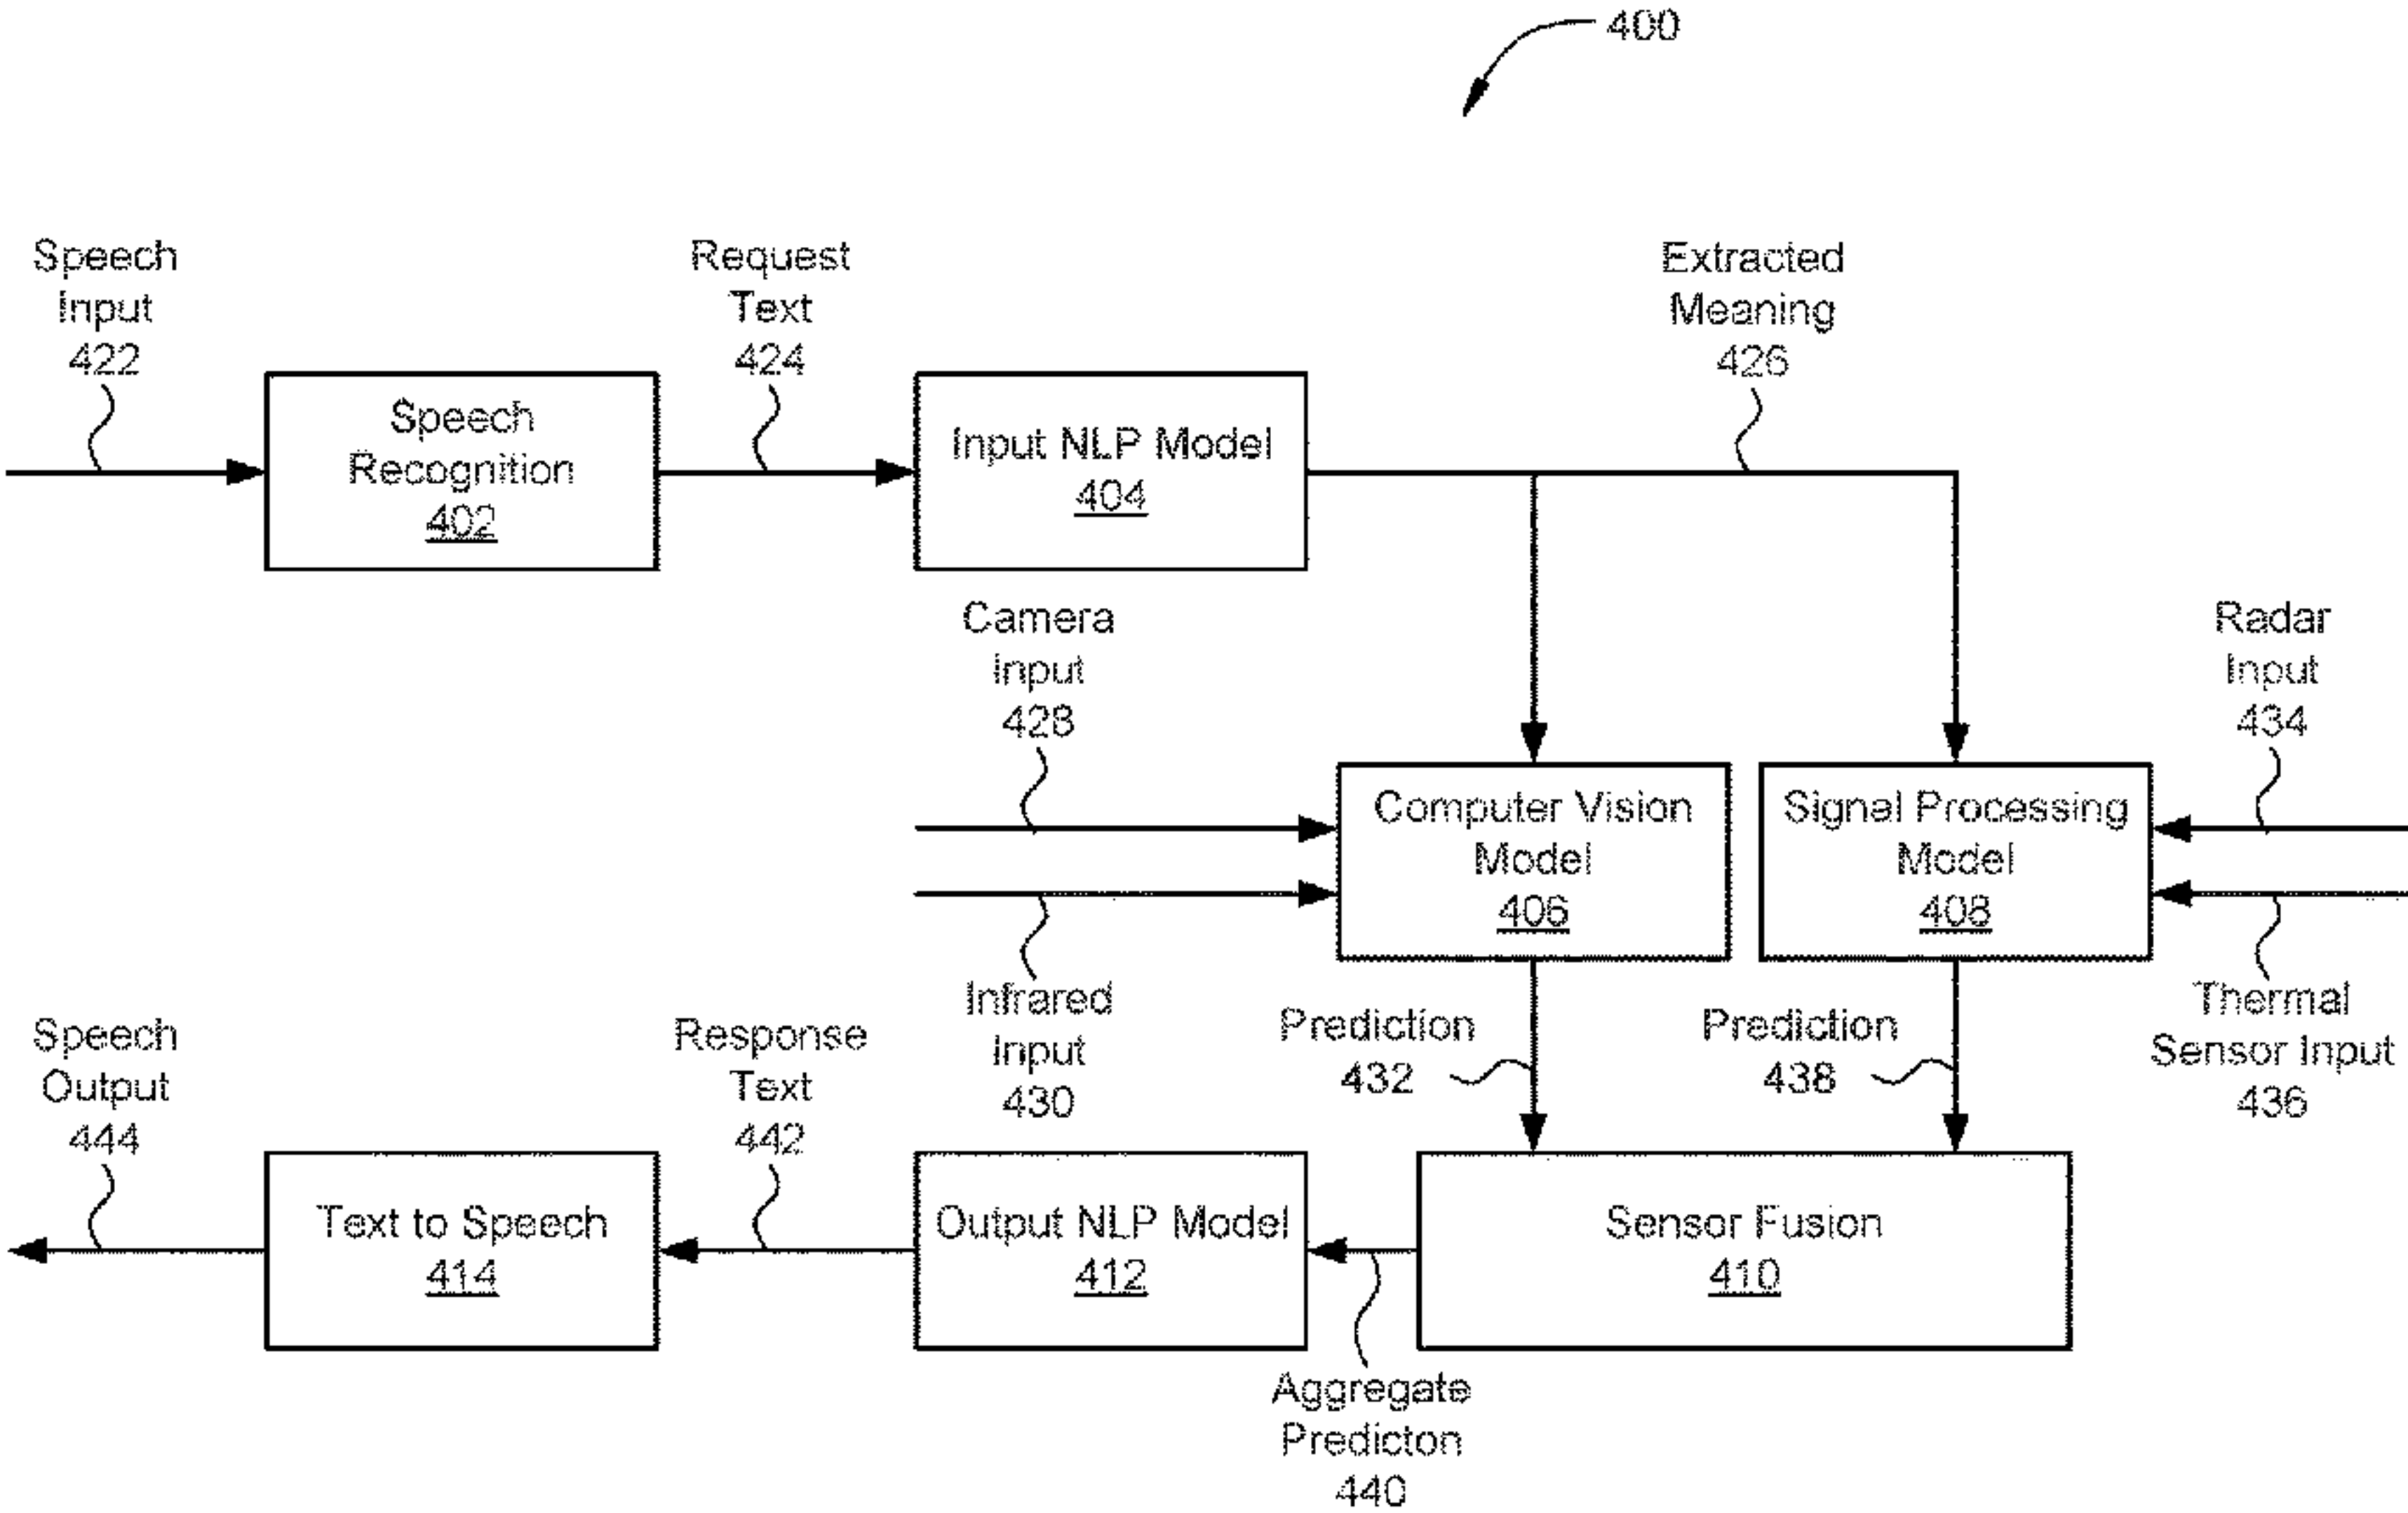 400
Speech
Input
422
Request
Text
424
Extracted
Meaning
426
Speech
Recognition
402
Input NLP Model
404
Camera
Input
428
Radar
Input
434
Computer Vision
Model
406
Signal Processing
Model
408
Infrared
Input
430
Prediction
432
Prediction
438
Thermal
Sensor Input
436
Speech
Output
444
Response
Text
442
Text to Speech
414
Output NLP Model
412
Sensor Fusion
410
Aggregate
Predicton
440